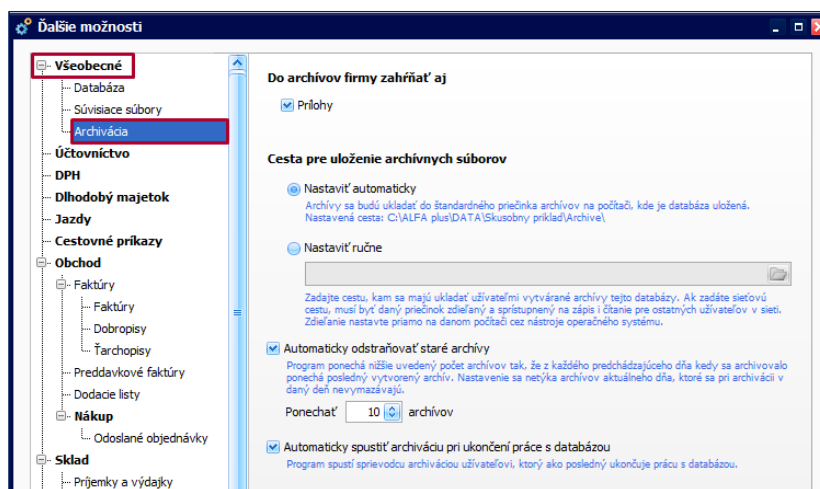 Ďalšie možnosti
Všeobecné
Databáza
Súvisiace súbory
Archivácia
Účtovníctvo
DPH
Dlhodobý majetok
Jazdy
Cestovné príkazy
Obchod
Faktúry
Faktúry
Dobropisy
Ťarchopisy
Preddavkové faktúry
Dodacie listy
Nákup
Odoslané objednávky
Sklad
Príjemky a výdajky
Do archívov firmy zahŕňať aj
Prílohy
Cesta pre uloženie archívnych súborov
Nastaviť automaticky
Archívy sa budú ukladať do štandardného priečinka archívov na počítači, kde je databáza uložená.
Nastavená cesta: C:\ALFA plus\DATA\Skusobny priklad\Archive\
Nastaviť ručne
Zadajte cestu, kam sa majú ukladať užívateľmi vytvárané archívy tejto databázy. Ak zadáte sieťovú
cestu, musí byť daný priečinok zdieľaný a sprístupnený na zápis i čítanie pre ostatných užívateľov v sieti.
Zdieľanie nastavte priamo na danom počítači cez nástroje operačného systému.
Automaticky odstraňovať staré archívy
Program ponechá nižšie uvedený počet archívov tak, že z každého predchádzajúceho dňa kedy sa archivovalo
ponechá posledný vytvorený archív. Nastavenie sa netýka archívov aktuálneho dňa, ktoré sa pri archivácii v
daný deň nevymazávajú.
Ponechať 10 archívov
Automaticky spustiť archiváciu pri ukončení práce s databázou
Program spustí sprievodcu archiváciou užívateľovi, ktorý ako posledný ukončuje prácu s databázou.